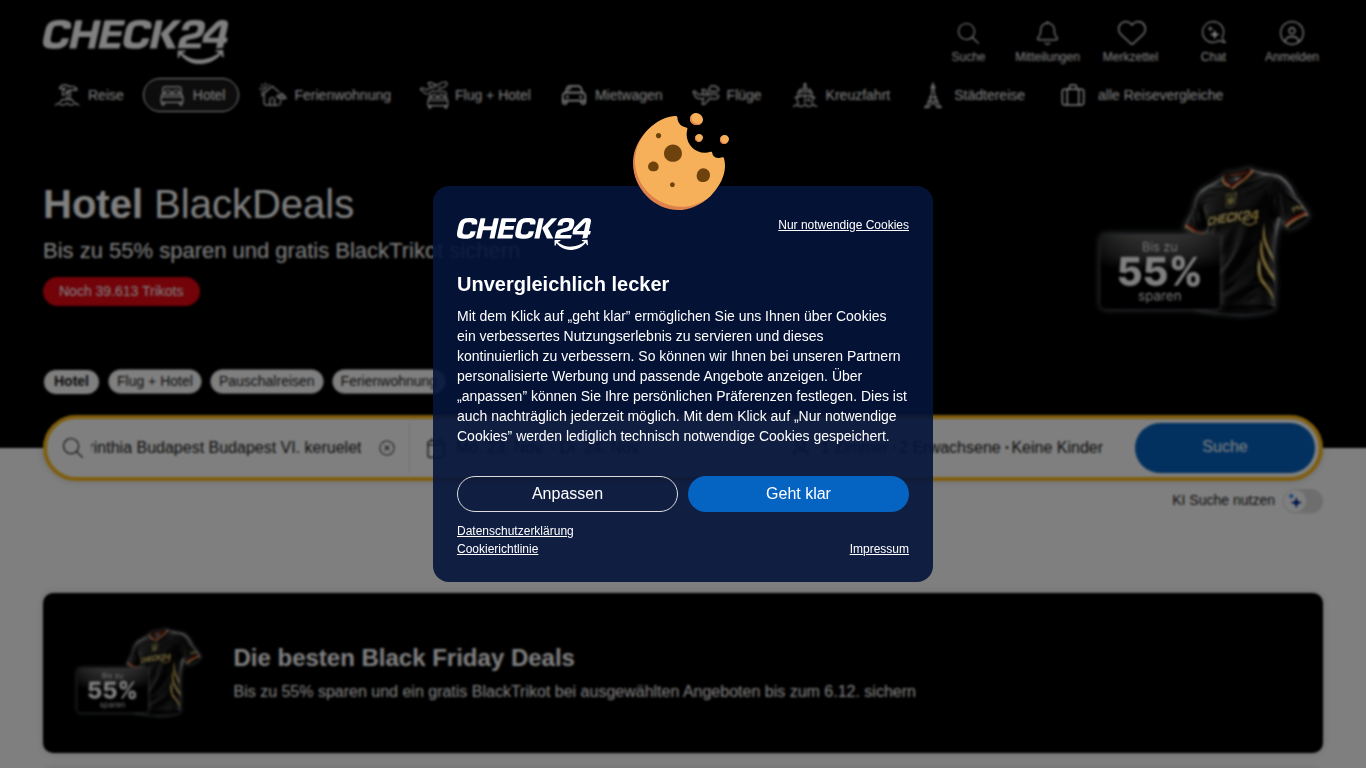 CHECK24
Suche
Mitteilungen
Merkzettel
Chat
Anmelden
Reise
Hotel
Ferienwohnung
Flug + Hotel
Mietwagen
Flüge
Kreuzfahrt
Städtereise
alle Reisevergleiche
Hotel BlackDeals
Bis zu 55% sparen und gratis BlackTrikot sichern
Noch 39.613 Trikots
CHECK24
Bis zu
55%
sparen
CHECK24
Nur notwendige Cookies
Unvergleichlich lecker
Mit dem Klick auf „geht klar” ermöglichen Sie uns Ihnen über Cookies
ein verbessertes Nutzungserlebnis zu servieren und dieses
kontinuierlich zu verbessern. So können wir Ihnen bei unseren Partnern
personalisierte Werbung und passende Angebote anzeigen. Über
„anpassen” können Sie Ihre persönlichen Präferenzen festlegen. Dies ist
auch nachträglich jederzeit möglich. Mit dem Klick auf „Nur notwendige
Cookies” werden lediglich technisch notwendige Cookies gespeichert.
Anpassen
Geht klar
Datenschutzerklärung
Cookierichtlinie
Impressum
Hotel
Flug + Hotel
Pauschalreisen
Ferienwohnung
rinthia Budapest Budapest VI. keruelet
2 Erwachsene · Keine Kinder
Suche
KI Suche nutzen
CHECK24
Bis zu
55%
sparen
Die besten Black Friday Deals
Bis zu 55% sparen und ein gratis BlackTrikot bei ausgewählten Angeboten bis zum 6.12. sichern